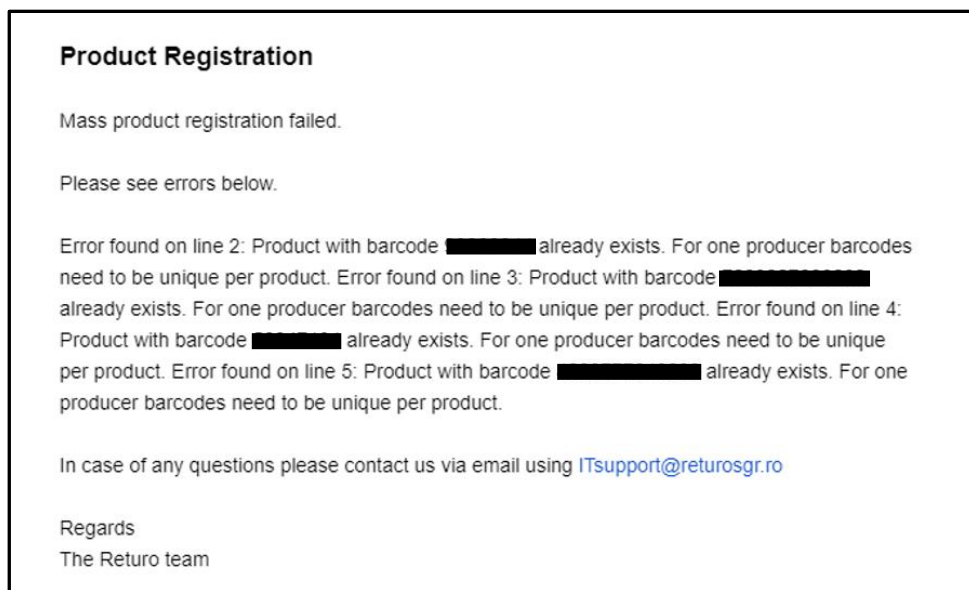 Product Registration
Mass product registration failed.
Please see errors below.
Error found on line 2: Product with barcode already exists. For one producer barcodes
need to be unique per product. Error found on line 3: Product with barcode
already exists. For one producer barcodes need to be unique per product. Error found on line 4:
Product with barcode already exists. For one producer barcodes need to be unique
per product. Error found on line 5: Product with barcode already exists. For one
producer barcodes need to be unique per product.
In case of any questions please contact us via email using ITsupport@returosgr.ro
Regards
The Returo team